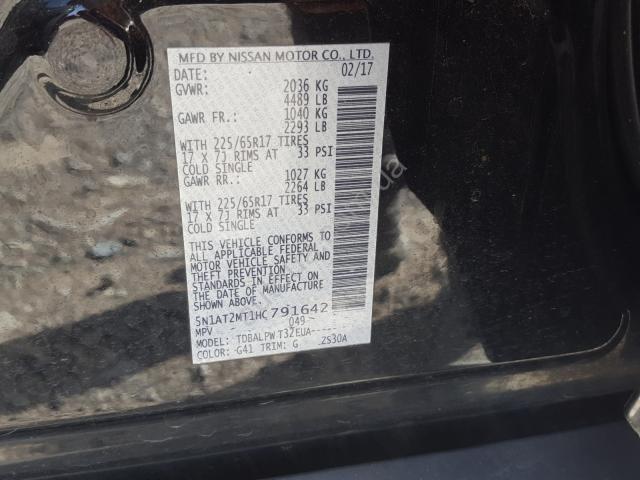 MFD BY NISSAN MOTOR CO., LTD.
DATE: 02/17
GVWR: 2036 KG
4489 LB
GAWR FR.: 1040 KG
2293 LB
WITH 225/65R17 TIRES
17 X 7J RIMS AT 33 PSI
COLD SINGLE
GAWR RR.: 1027 KG
2264 LB
WITH 225/65R17 TIRES
17 X 7J RIMS AT 33 PSI
COLD SINGLE
THIS VEHICLE CONFORMS TO
ALL APPLICABLE FEDERAL
MOTOR VEHICLE SAFETY AND
THEFT PREVENTION
STANDARDS IN EFFECT ON
THE DATE OF MANUFACTURE
SHOWN ABOVE.
5N1AT2MT1HC791642
MPV 049
MODEL: TDBALPW T32EUA-----
COLOR: G41 TRIM: G ZS30A